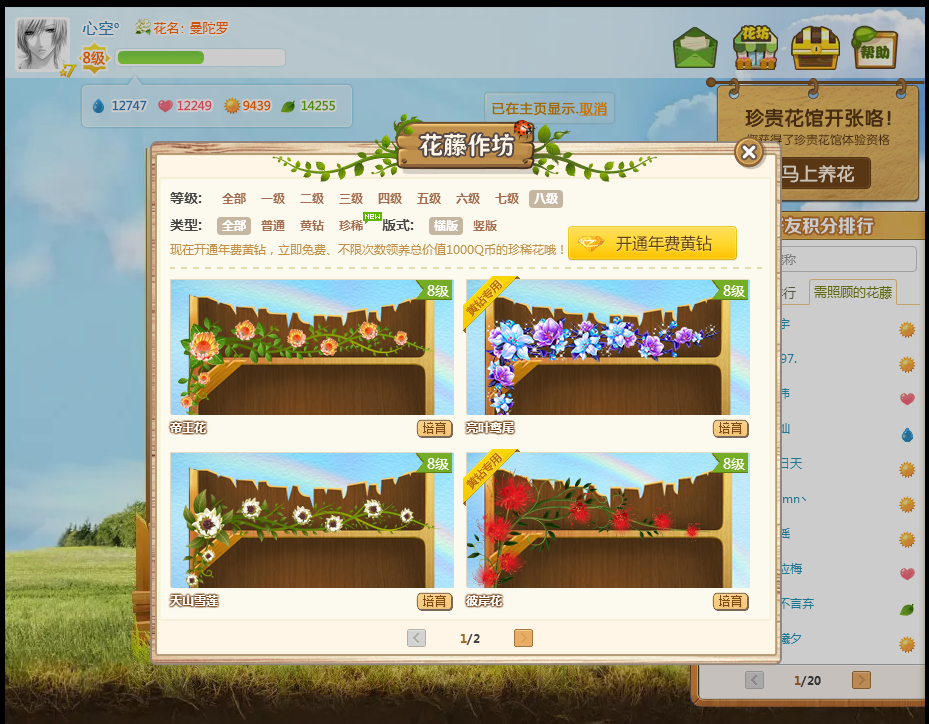 心空°
花名：曼陀罗
8级
12747 12249 9439 14255
花坊
帮助
已在主页显示.取消
珍贵花馆开张咯！
获得了珍贵花馆体验资格
马上养花
花藤作坊
等级： 全部 一级 二级 三级 四级 五级 六级 七级 八级
类型： 全部 普通 黄钻 珍稀 NEW 版式： 横版 竖版
现在开通年费黄钻，立即免费、不限次数领养总价值1000Q币的珍稀花哦！
开通年费黄钻
8级
黄钻专用
8级
帝王花 培育
亮叶鸢尾 培育
8级
黄钻专用
8级
天山雪莲 培育
彼岸花 培育
1/2
友积分排行
称
行 需照顾的花藤
宇
97.
日天
mn丶
瑶
应梅
不言弃
曦夕
1/20